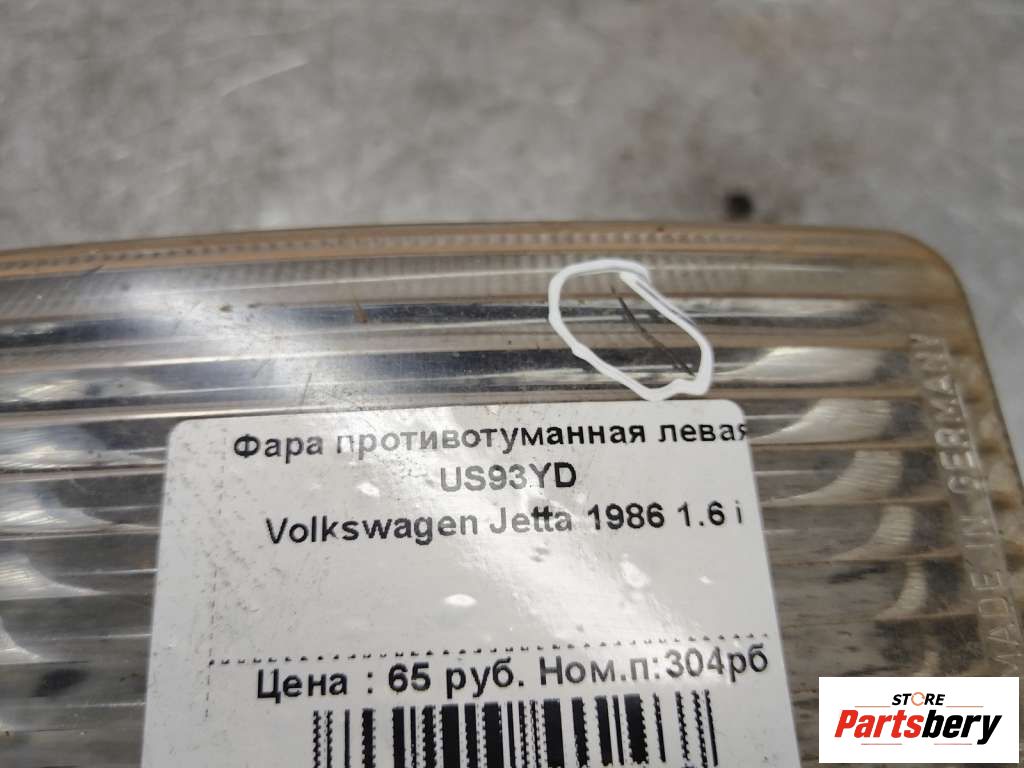 Фара противотуманная левая
US93YD
Volkswagen Jetta 1986 1.6 i
Цена : 65 руб. Ном.п:304рб
MADE IN GERMANY
STORE
Partsbery